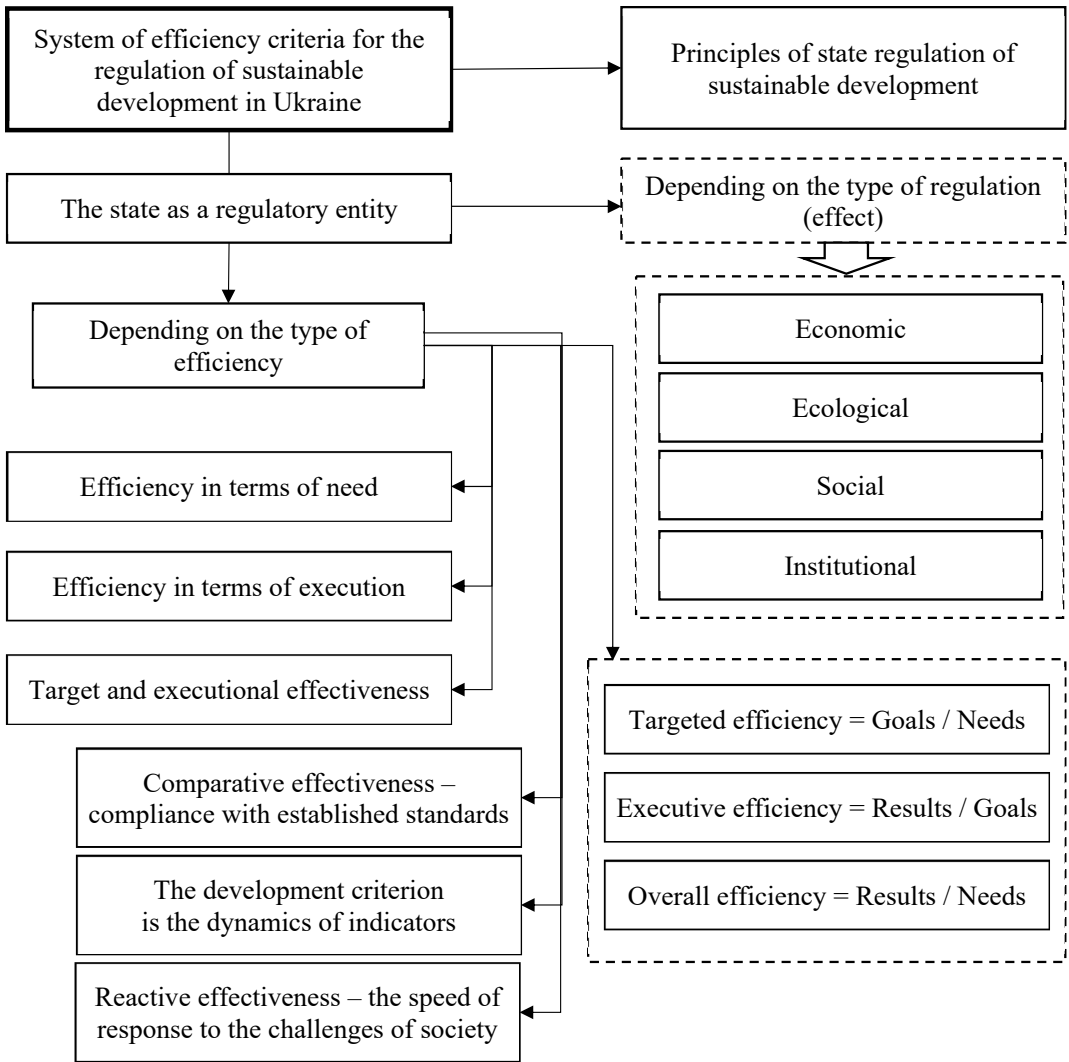 System of efficiency criteria for the
regulation of sustainable
development in Ukraine
Principles of state regulation of
sustainable development
The state as a regulatory entity
Depending on the type of regulation
(effect)
Depending on the type of
efficiency
Economic
Ecological
Social
Institutional
Efficiency in terms of need
Efficiency in terms of execution
Target and executional effectiveness
Comparative effectiveness –
compliance with established standards
The development criterion
is the dynamics of indicators
Reactive effectiveness – the speed of
response to the challenges of society
Targeted efficiency = Goals / Needs
Executive efficiency = Results / Goals
Overall efficiency = Results / Needs